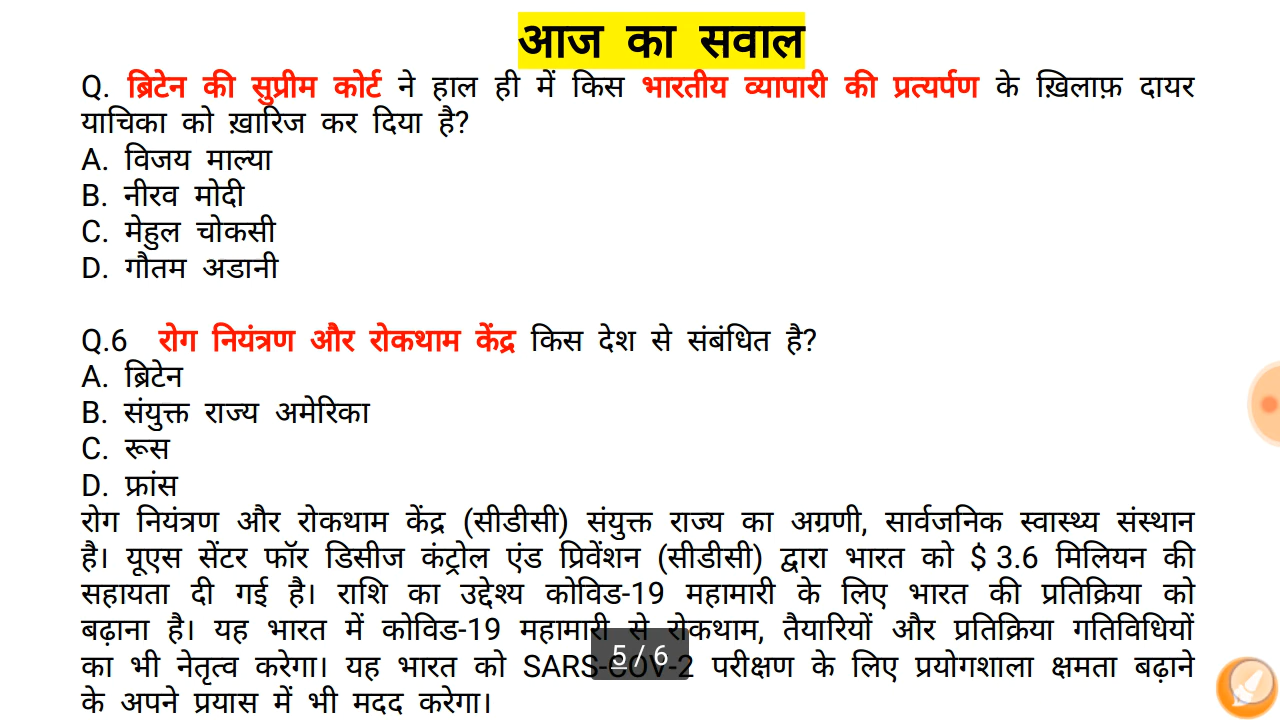 आज का सवाल
Q. ब्रिटेन की सुप्रीम कोर्ट ने हाल ही में किस भारतीय व्यापारी की प्रत्यर्पण के ख़िलाफ़ दायर
याचिका को ख़ारिज कर दिया है?
A. विजय माल्या
B. नीरव मोदी
C. मेहुल चोकसी
D. गौतम अडानी
Q.6 रोग नियंत्रण और रोकथाम केंद्र किस देश से संबंधित है?
A. ब्रिटेन
B. संयुक्त राज्य अमेरिका
C. रूस
D. फ्रांस
रोग नियंत्रण और रोकथाम केंद्र (सीडीसी) संयुक्त राज्य का अग्रणी, सार्वजनिक स्वास्थ्य संस्थान
है। यूएस सेंटर फॉर डिसीज कंट्रोल एंड प्रिवेंशन (सीडीसी) द्वारा भारत को $ 3.6 मिलियन की
सहायता दी गई है। राशि का उद्देश्य कोविड-19 महामारी के लिए भारत की प्रतिक्रिया को
बढ़ाना है। यह भारत में कोविड-19 महामारी से रोकथाम, तैयारियों और प्रतिक्रिया गतिविधियों
का भी नेतृत्व करेगा। यह भारत को SARS-COV-2 परीक्षण के लिए प्रयोगशाला क्षमता बढ़ाने
के अपने प्रयास में भी मदद करेगा।
5 / 6